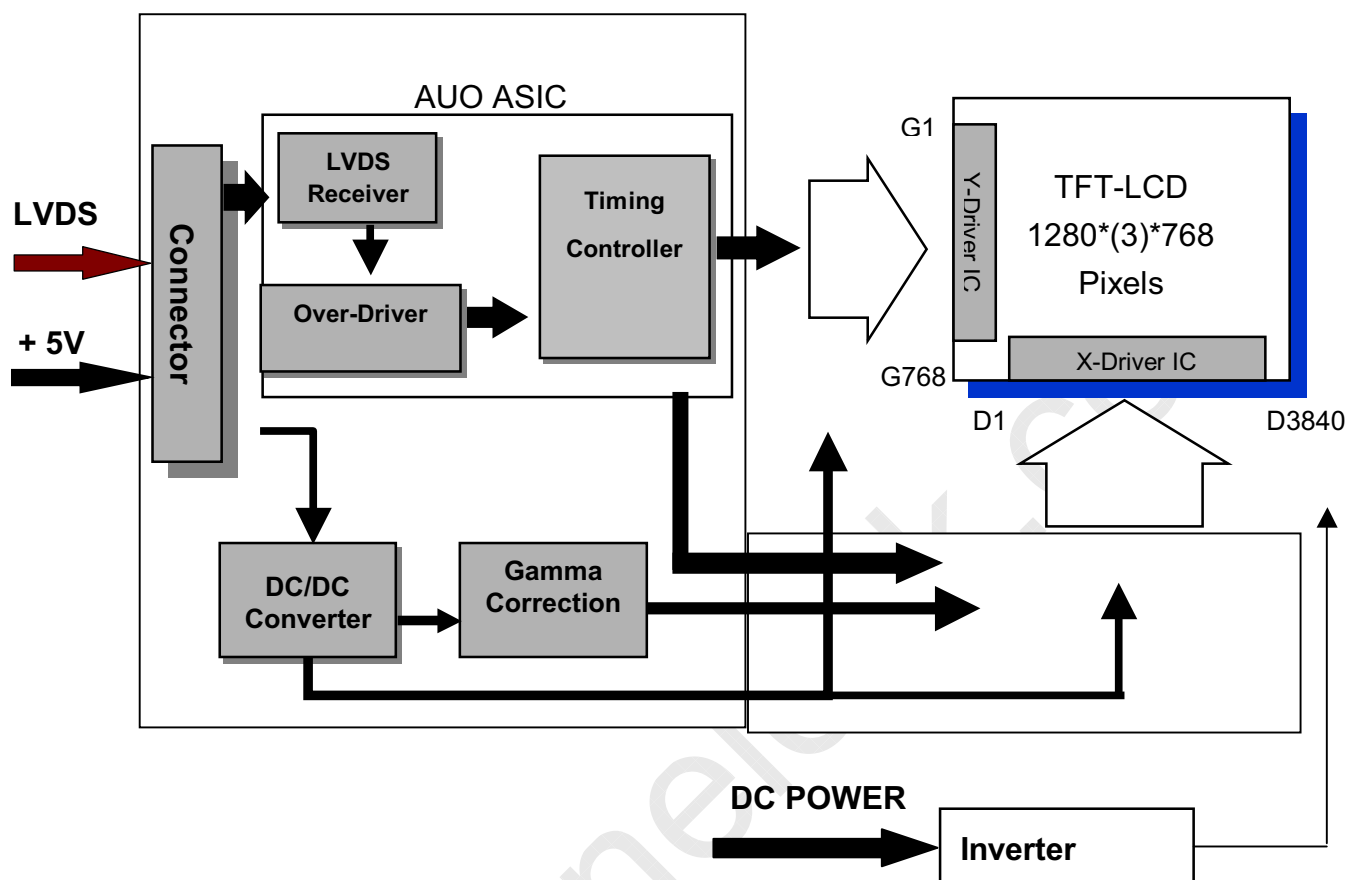 AUO ASIC
LVDS
Receiver
Timing
Controller
Over-Driver
Connector
LVDS
+ 5V
DC/DC
Converter
Gamma
Correction
G1
G768
Y-Driver IC
TFT-LCD
1280*(3)*768
Pixels
X-Driver IC
D1
D3840
DC POWER
Inverter